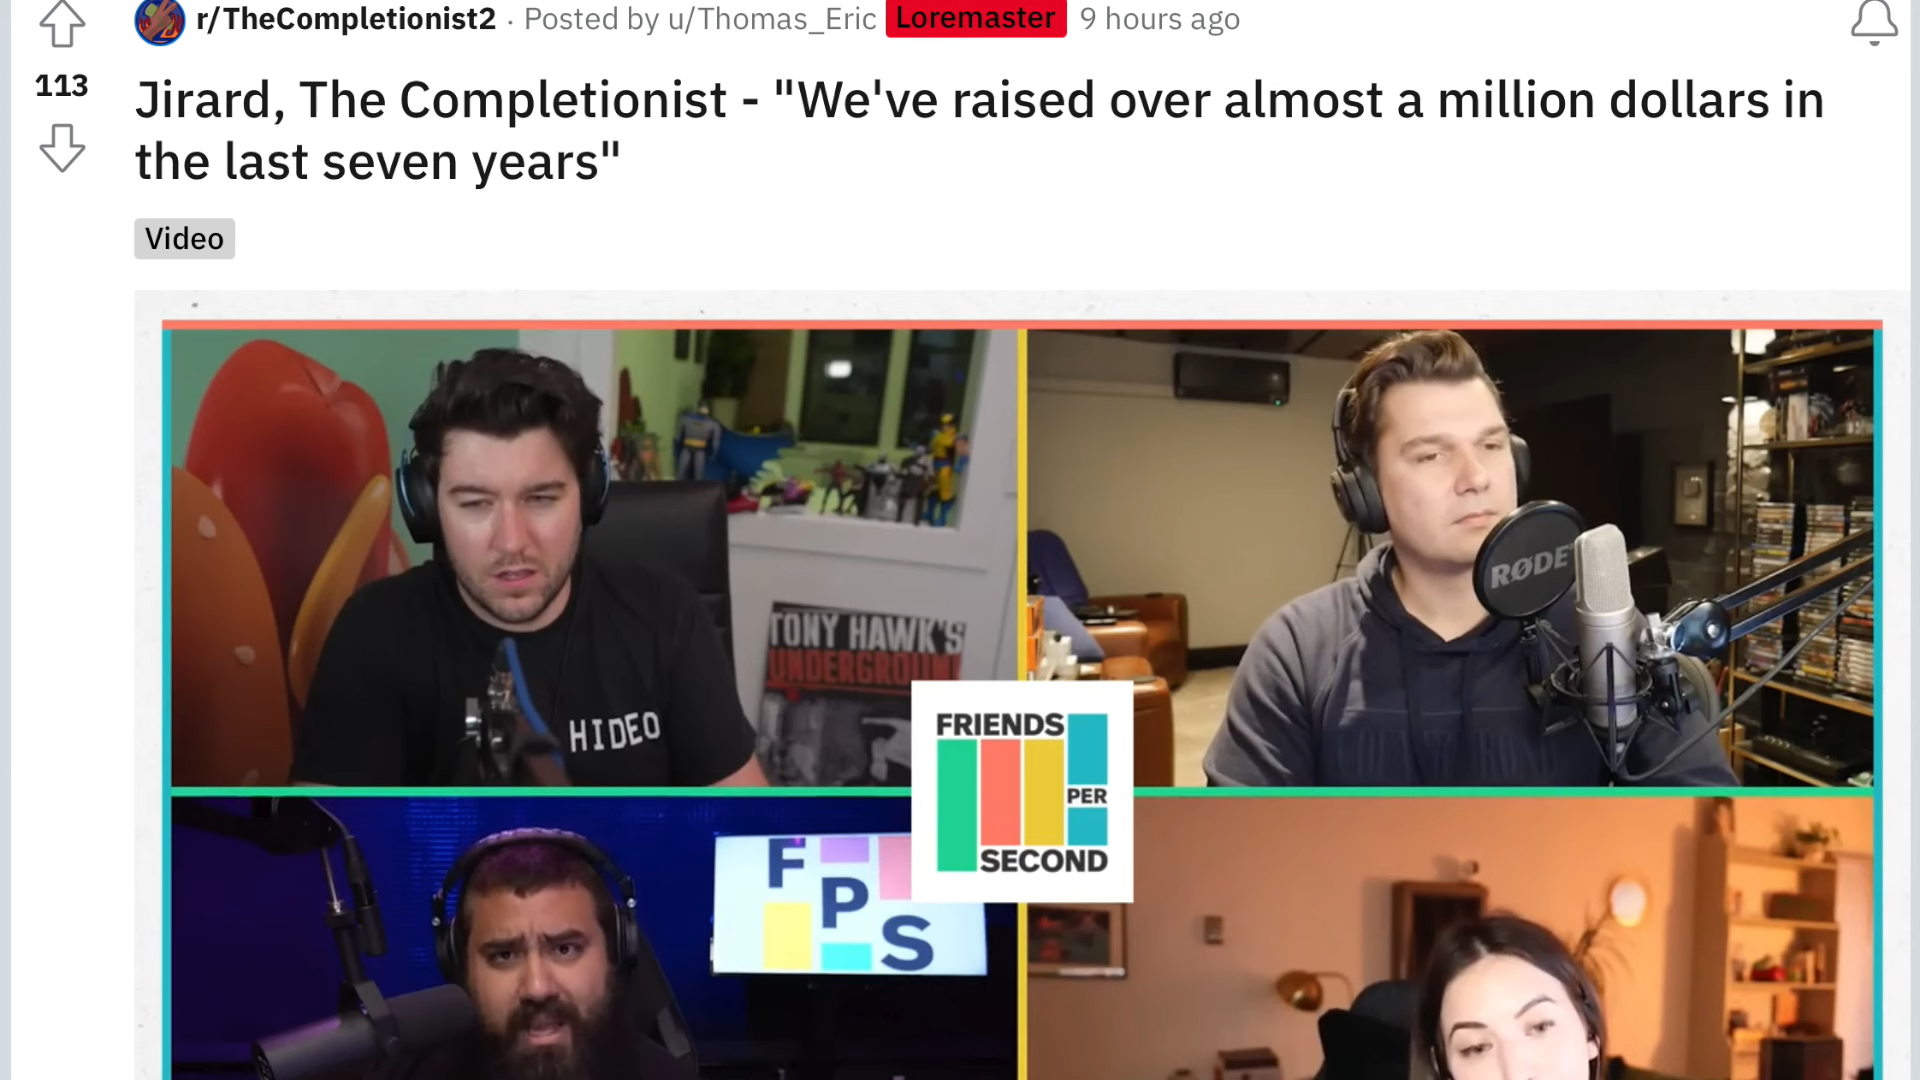 r/TheCompletionist2 · Posted by u/Thomas_Eric Loremaster 9 hours ago
113
Jirard, The Completionist - "We've raised over almost a million dollars in
the last seven years"
Video
TONY HAWK'S
UNDERGROUND
HIDEO
RØDE
FRIENDS
PER
SECOND
F
P
S